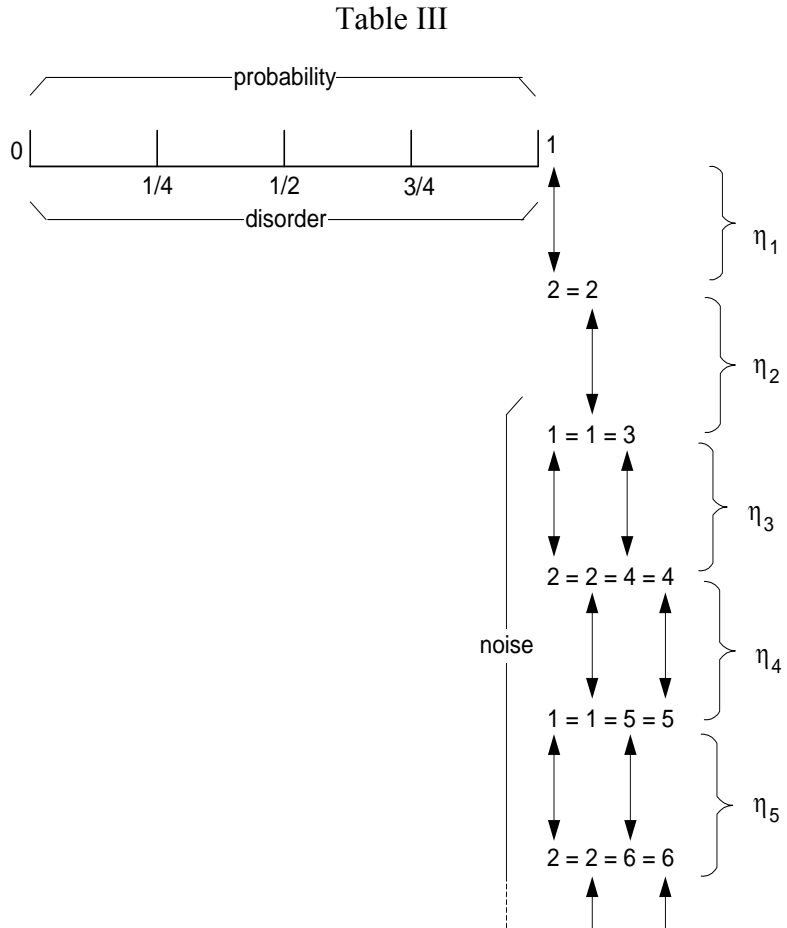 Table III
probability
0 1
1/4 1/2 3/4
disorder
η1
2 = 2
η2
1 = 1 = 3
η3
2 = 2 = 4 = 4
noise
η4
1 = 1 = 5 = 5
η5
2 = 2 = 6 = 6